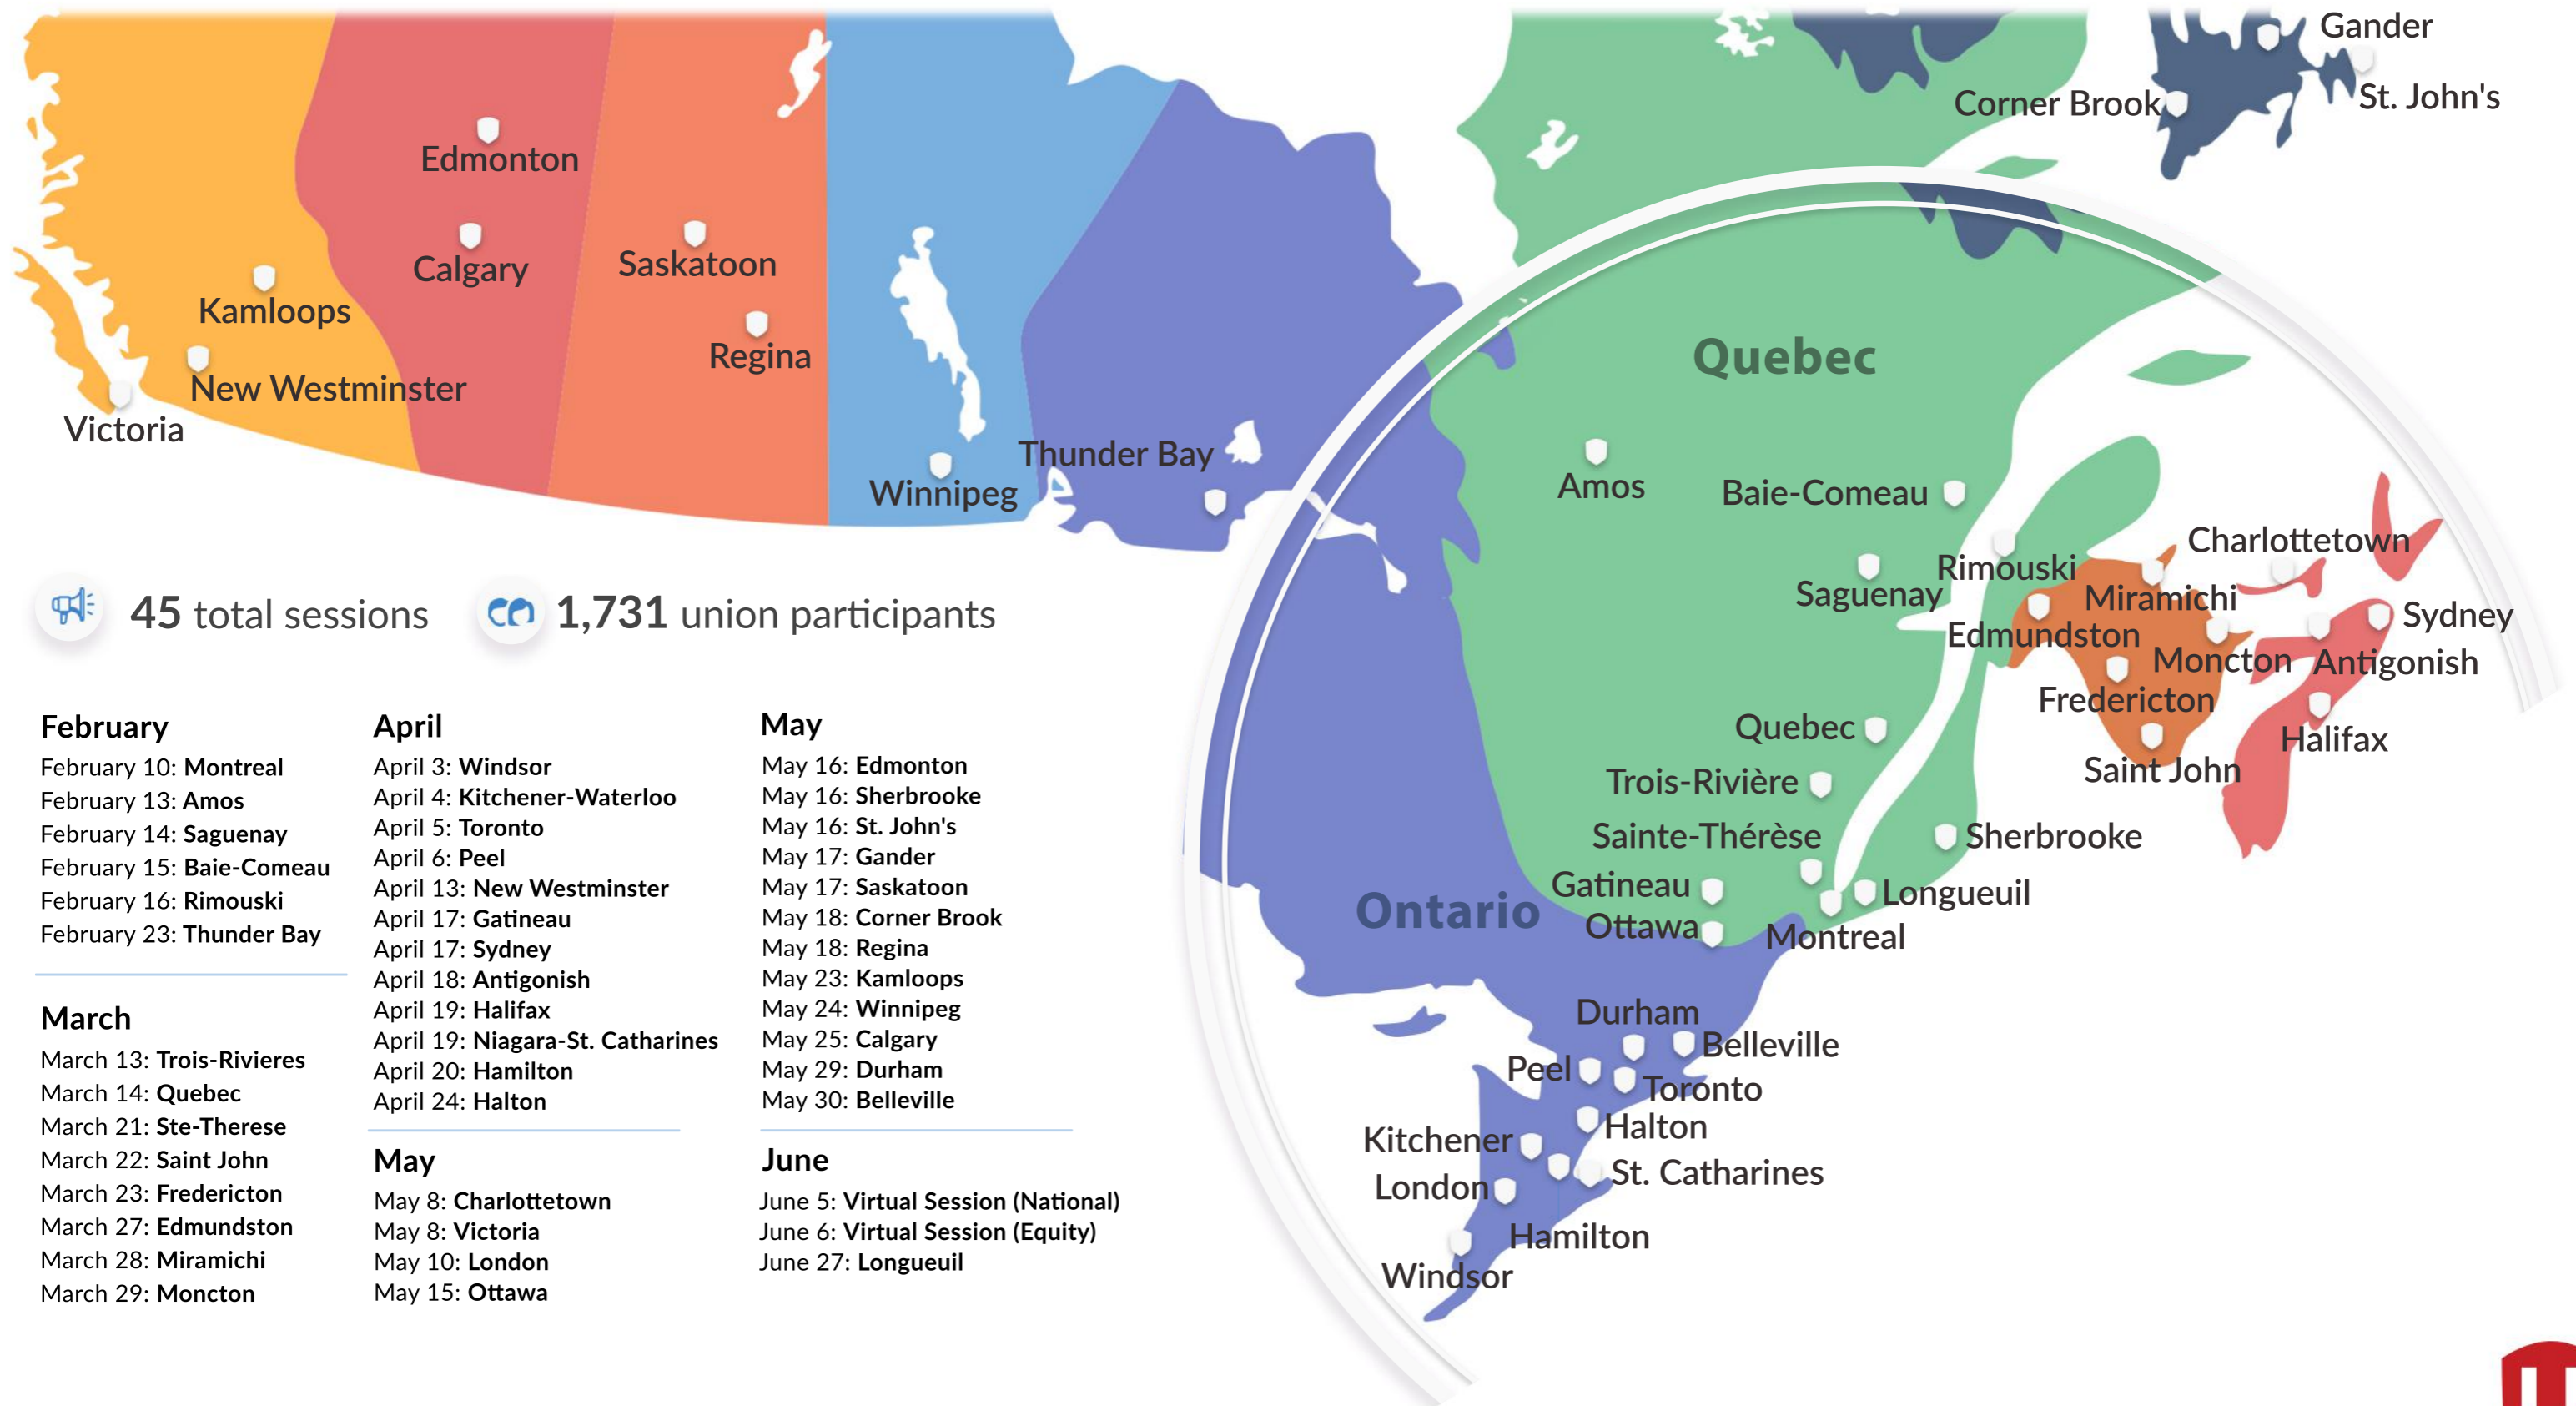 Gander
St. John's
Corner Brook
Edmonton
Calgary
Saskatoon
Kamloops
Regina
New Westminster
Victoria
Thunder Bay
Winnipeg
Quebec
Amos
Baie-Comeau
Charlottetown
Rimouski
Saguenay
Miramichi
Sydney
Edmundston
Moncton
Antigonish
Fredericton
Quebec
Halifax
Saint John
Trois-Rivière
Sainte-Thérèse
Sherbrooke
Gatineau
Longueuil
Ontario
Ottawa
Montreal
Durham
Belleville
Peel
Toronto
Halton
Kitchener
St. Catharines
London
Hamilton
Windsor
45 total sessions
1,731 union participants
February
February 10: Montreal
February 13: Amos
February 14: Saguenay
February 15: Baie-Comeau
February 16: Rimouski
February 23: Thunder Bay
March
March 13: Trois-Rivieres
March 14: Quebec
March 21: Ste-Therese
March 22: Saint John
March 23: Fredericton
March 27: Edmundston
March 28: Miramichi
March 29: Moncton
April
April 3: Windsor
April 4: Kitchener-Waterloo
April 5: Toronto
April 6: Peel
April 13: New Westminster
April 17: Gatineau
April 17: Sydney
April 18: Antigonish
April 19: Halifax
April 19: Niagara-St. Catharines
April 20: Hamilton
April 24: Halton
May
May 8: Charlottetown
May 8: Victoria
May 10: London
May 15: Ottawa
May
May 16: Edmonton
May 16: Sherbrooke
May 16: St. John's
May 17: Gander
May 17: Saskatoon
May 18: Corner Brook
May 18: Regina
May 23: Kamloops
May 24: Winnipeg
May 25: Calgary
May 29: Durham
May 30: Belleville
June
June 5: Virtual Session (National)
June 6: Virtual Session (Equity)
June 27: Longueuil